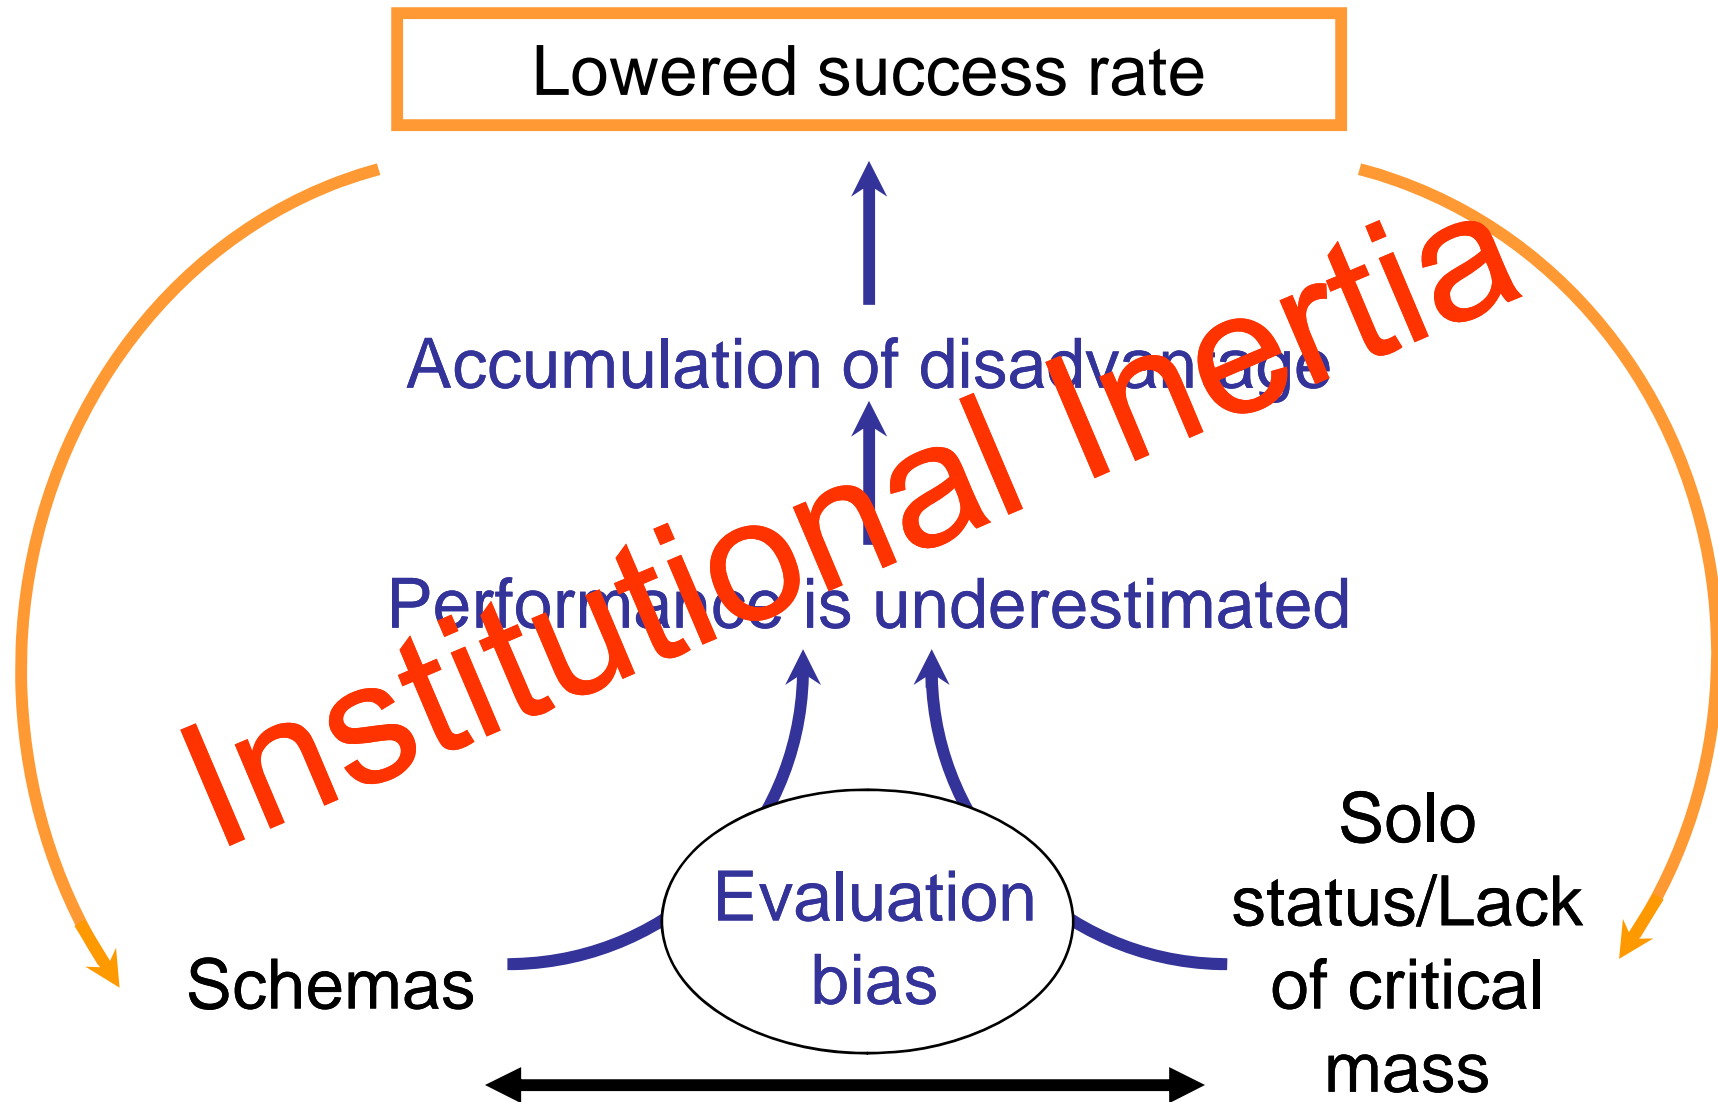 Lowered success rate
Accumulation of disadvantage
Institutional Inertia
Performance is underestimated
Evaluation
bias
Schemas
Solo
status/Lack
of critical
mass